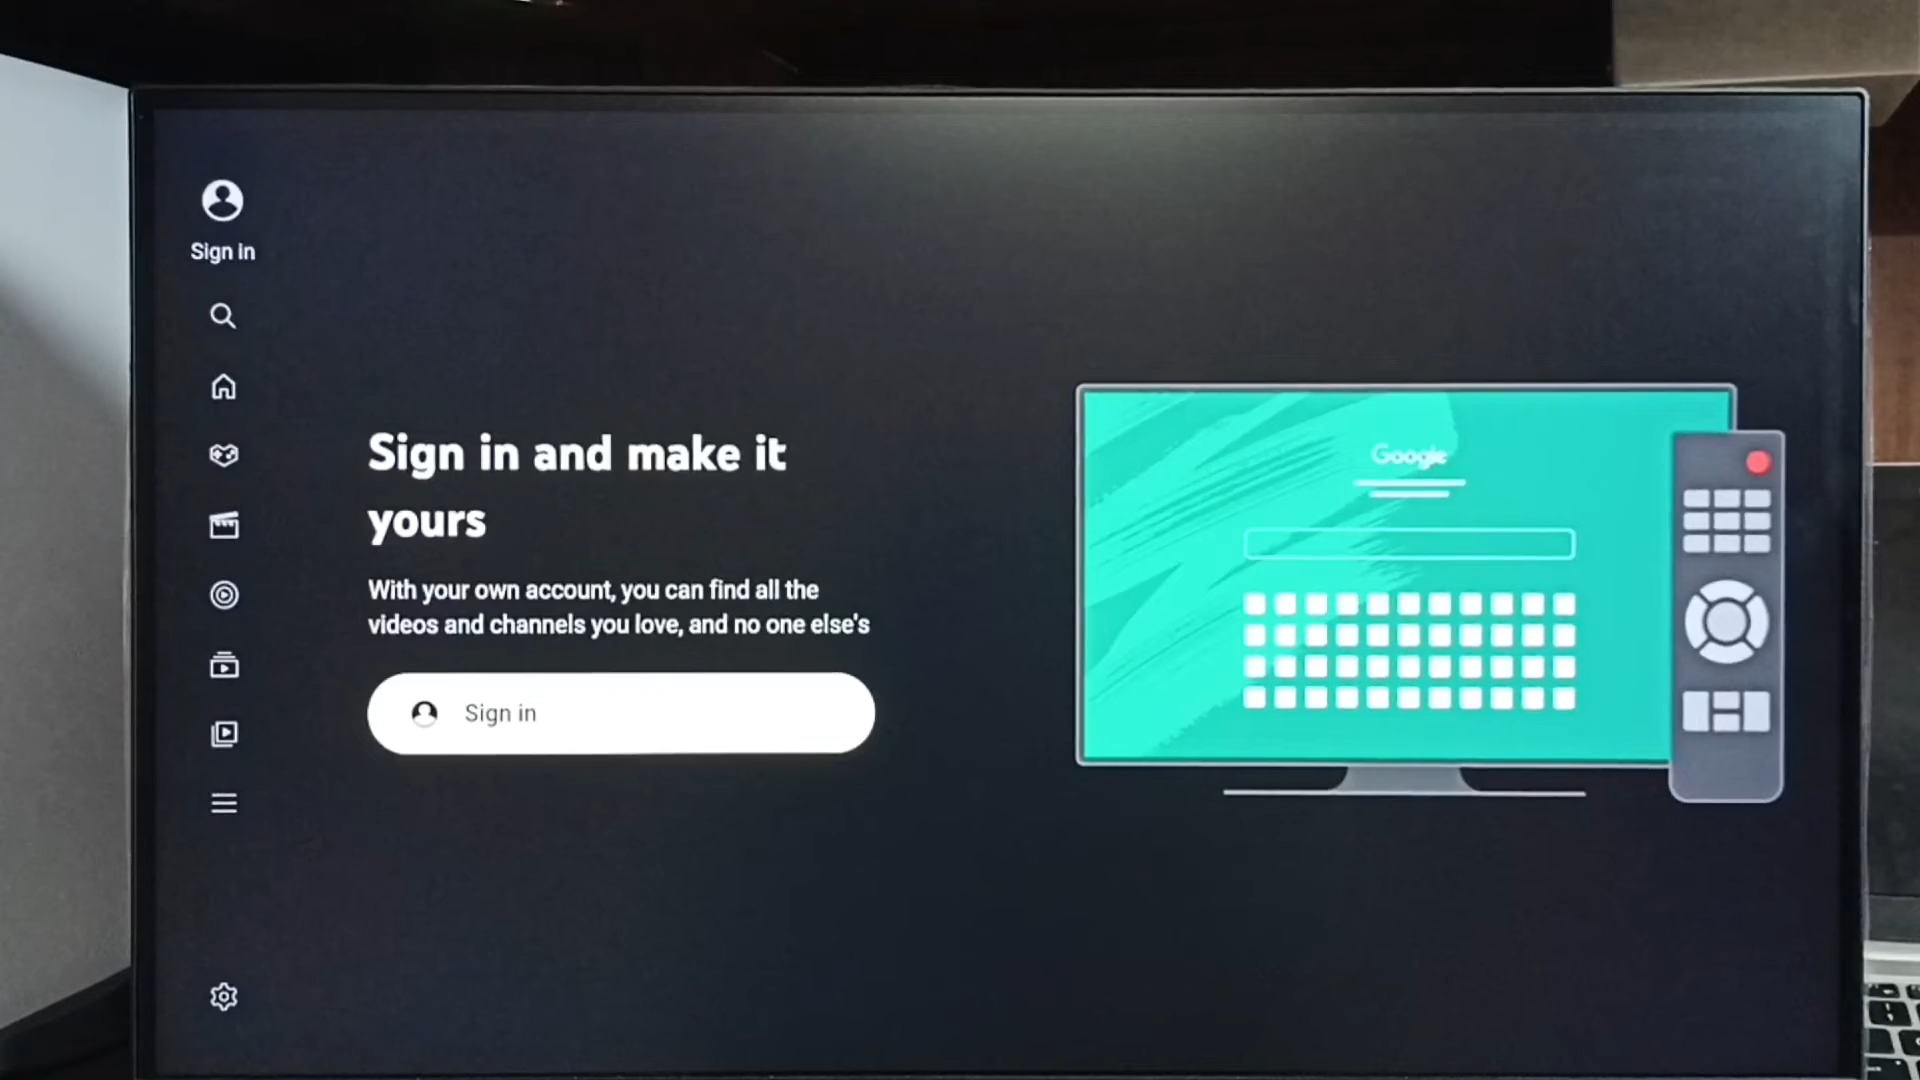 Sign in
Sign in and make it
yours
With your own account, you can find all the
videos and channels you love, and no one else's
Sign in
Google